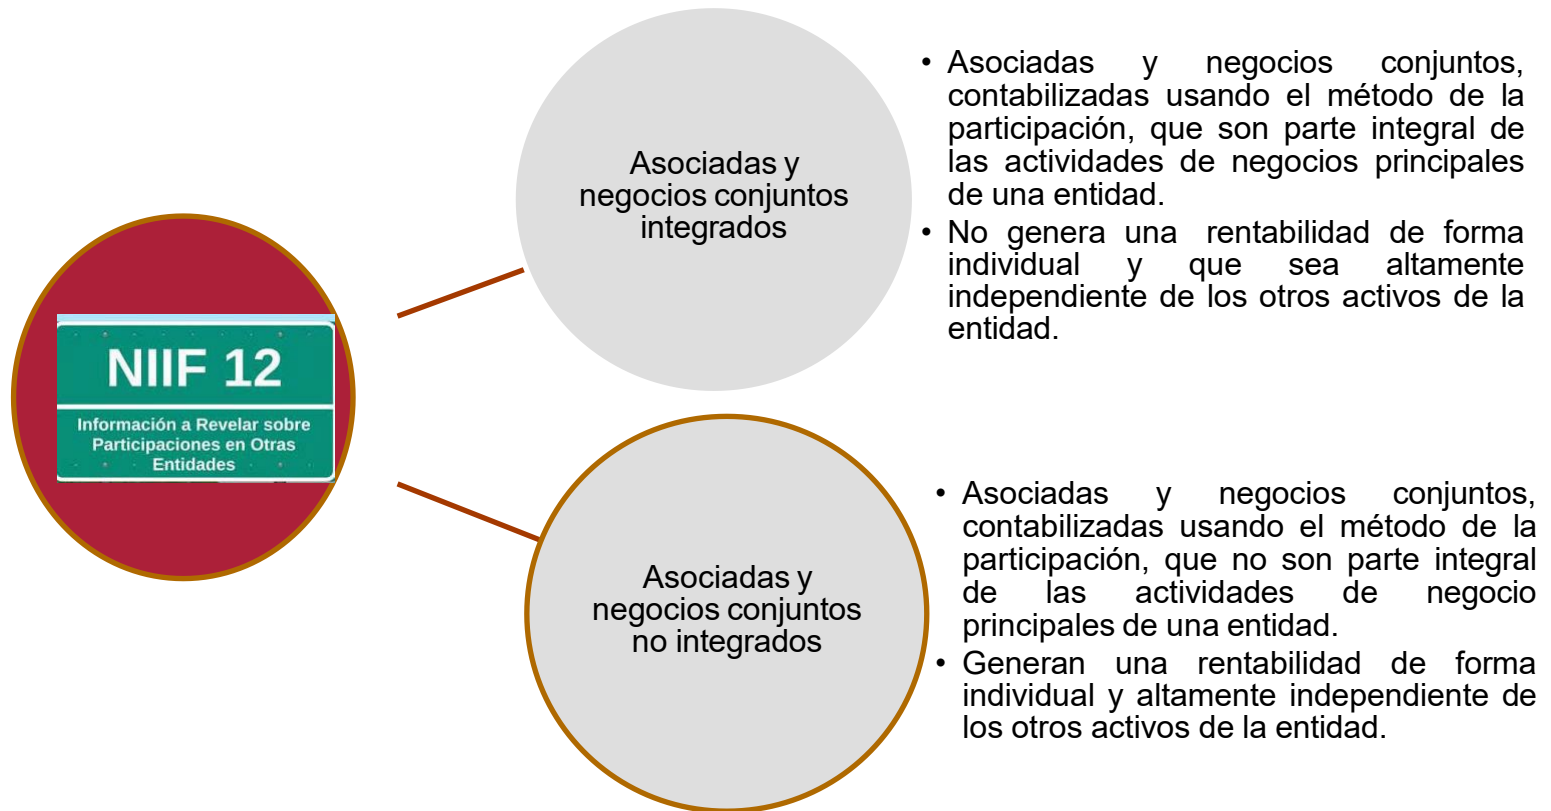 NIIF 12
Información a Revelar sobre
Participaciones en Otras
Entidades
Asociadas y
negocios conjuntos
integrados
• Asociadas y negocios conjuntos,
contabilizadas usando el método de la
participación, que son parte integral de
las actividades de negocios principales
de una entidad.
• No genera una rentabilidad de forma
individual y que sea altamente
independiente de los otros activos de la
entidad.
Asociadas y
negocios conjuntos
no integrados
• Asociadas y negocios conjuntos,
contabilizadas usando el método de la
participación, que no son parte integral
de las actividades de negocio
principales de una entidad.
• Generan una rentabilidad de forma
individual y altamente independiente de
los otros activos de la entidad.